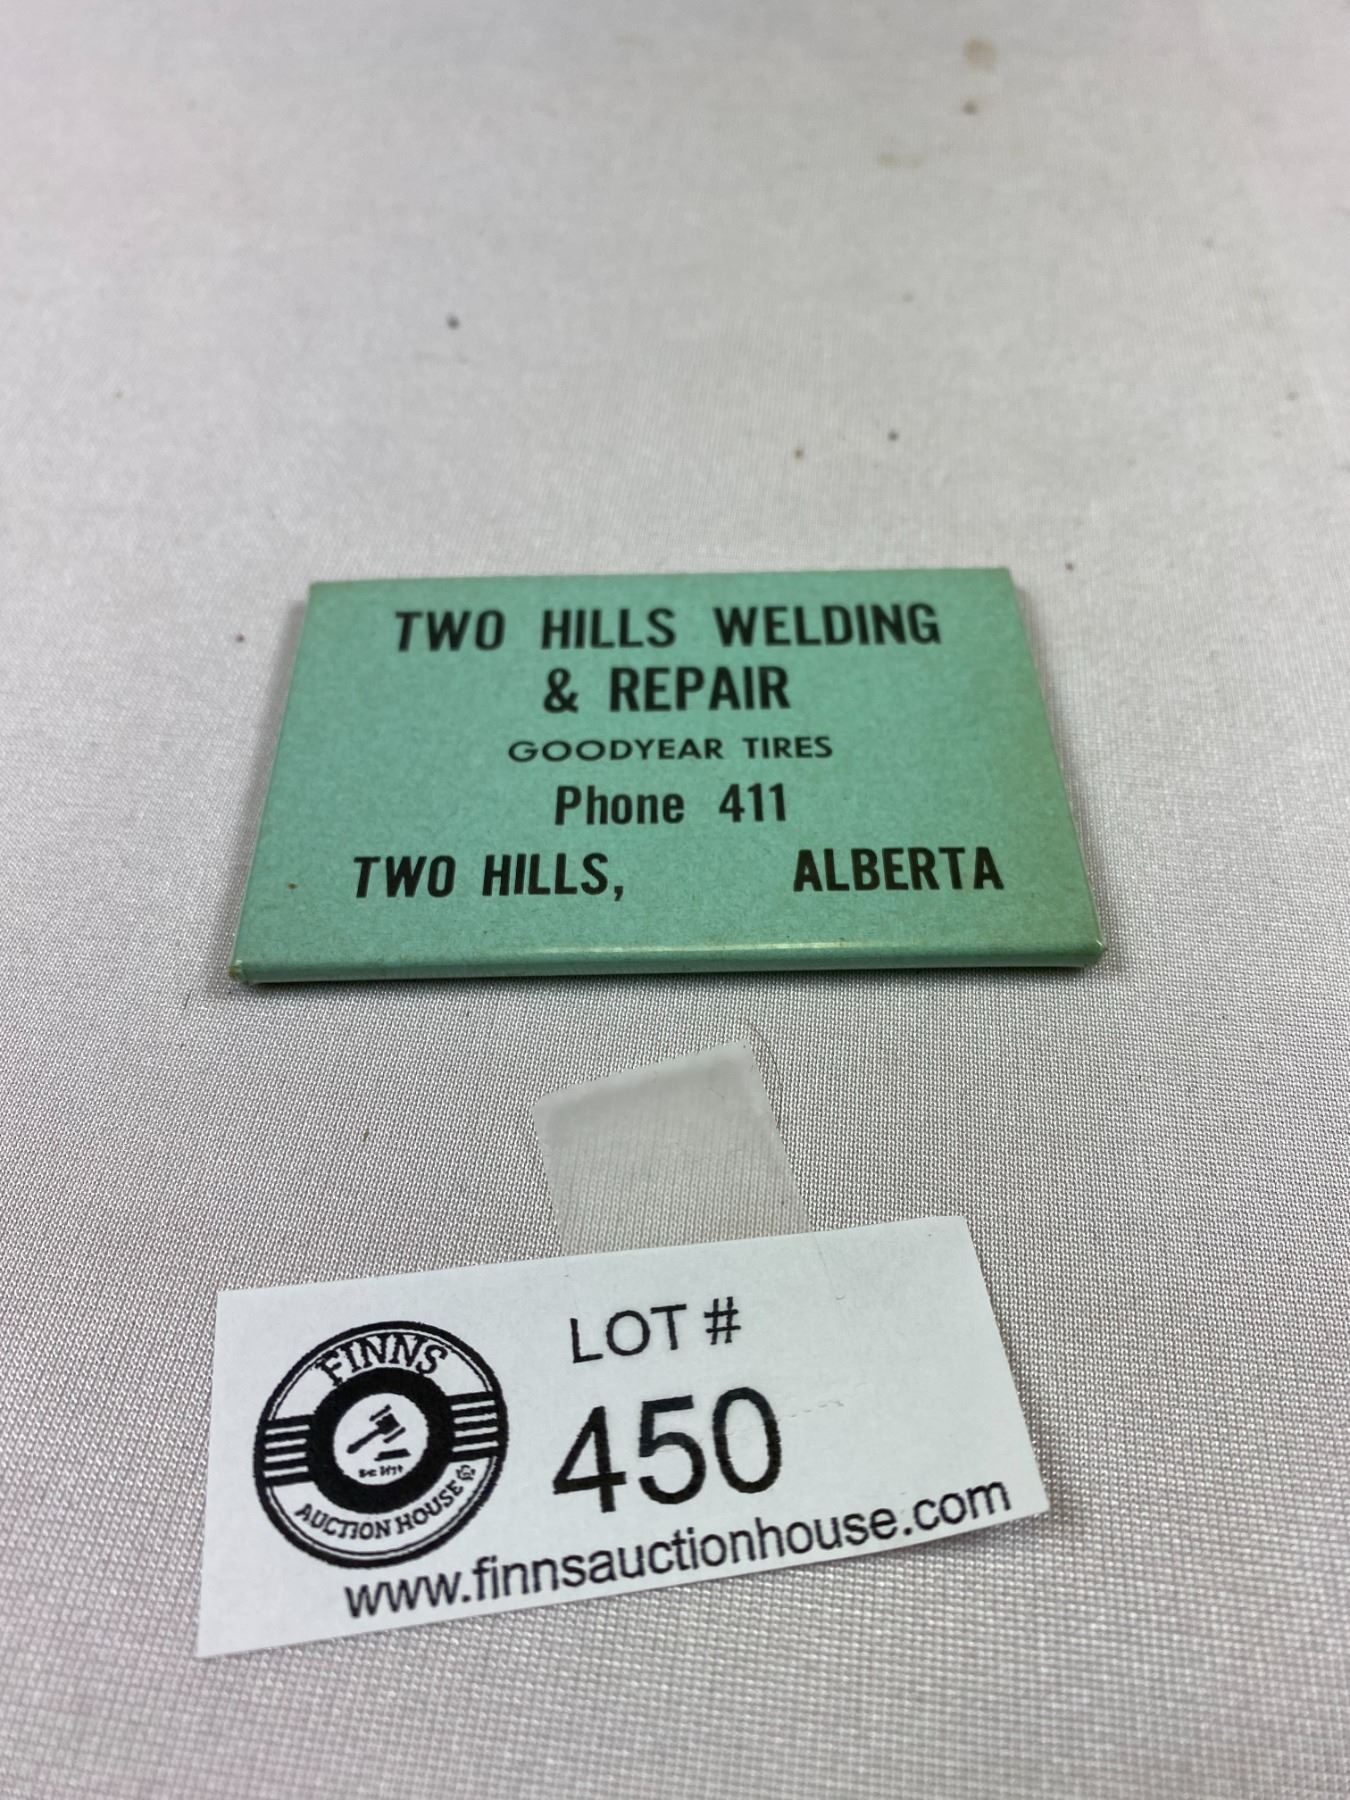 TWO HILLS WELDING
& REPAIR
GOODYEAR TIRES
Phone 411
TWO HILLS, ALBERTA
LOT #
450
FINNS
AUCTION HOUSE
www.finnsauctionhouse.com